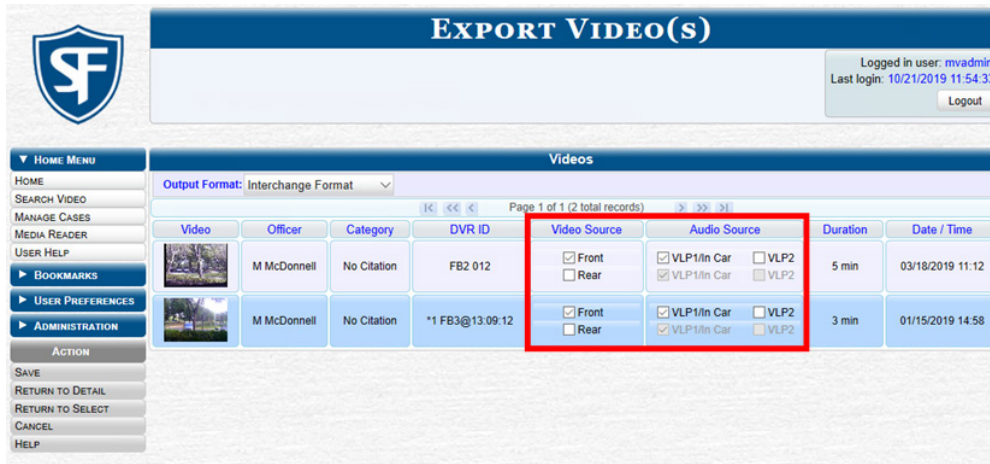 EXPORT VIDEO(S)
SF
Logged in user: mvadmin
Last login: 10/21/2019 11:54:3
Logout
▼ HOME MENU
HOME
SEARCH VIDEO
MANAGE CASES
MEDIA READER
USER HELP
▶ BOOKMARKS
▶ USER PREFERENCES
▶ ADMINISTRATION
ACTION
SAVE
RETURN TO DETAIL
RETURN TO SELECT
CANCEL
HELP
Videos
Output Format: Interchange Format
Page 1 of 1 (2 total records)
Video Officer Category DVR ID Video Source Audio Source Duration Date / Time
M McDonnell No Citation FB2 012 Front VLP1/In Car VLP2 5 min 03/18/2019 11:12
Rear VLP1/In Car VLP2
M McDonnell No Citation *1 FB3@13:09:12 Front VLP1/In Car VLP2 3 min 01/15/2019 14:58
Rear VLP1/In Car VLP2